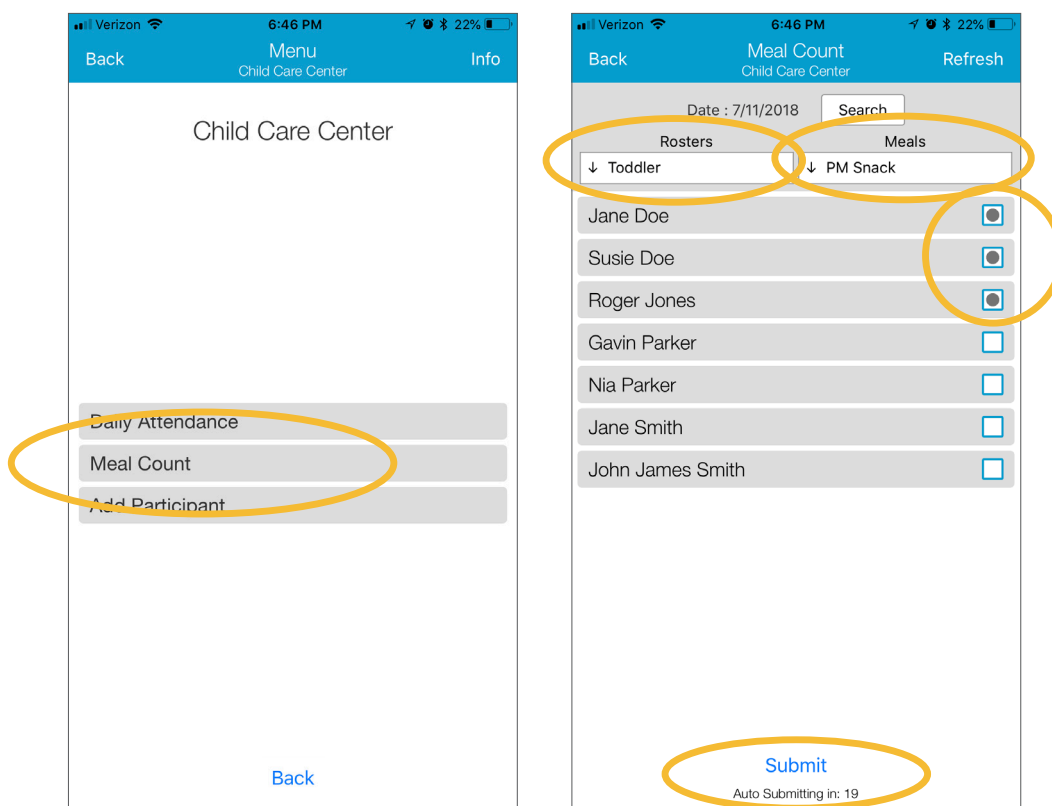 Verizon 6:46 PM 22%
Back Menu Info
Child Care Center
Child Care Center
Daily Attendance
Meal Count
Add Participant
Back
Verizon 6:46 PM 22%
Back Meal Count Refresh
Child Care Center
Date : 7/11/2018 Search
Rosters Meals
↓ Toddler ↓ PM Snack
Jane Doe
Susie Doe
Roger Jones
Gavin Parker
Nia Parker
Jane Smith
John James Smith
Submit
Auto Submitting in: 19